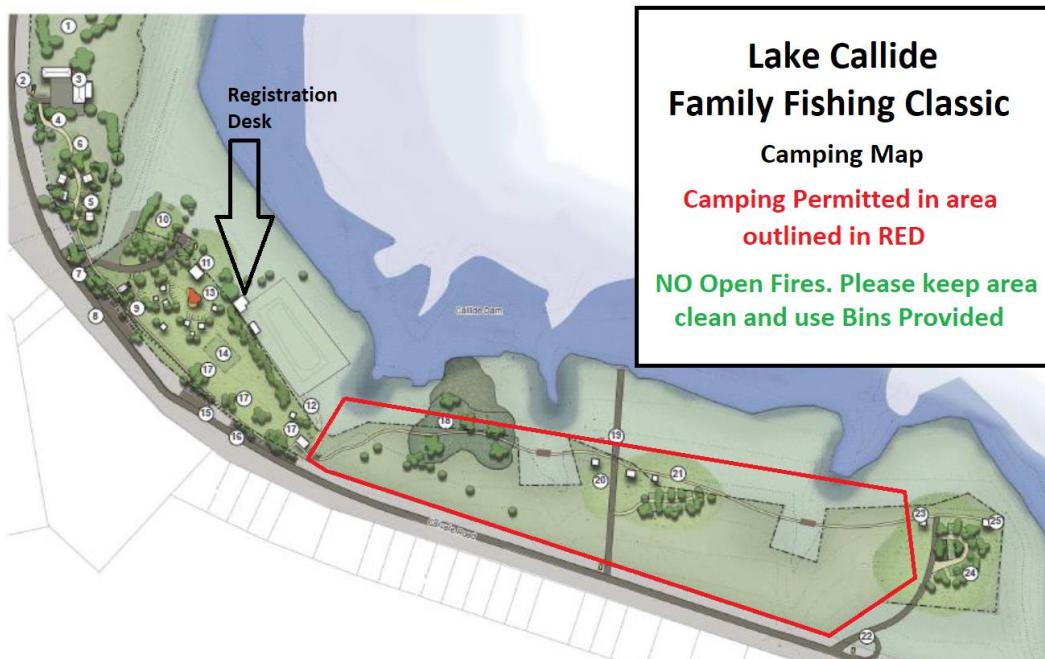 Lake Callide
Family Fishing Classic
Camping Map
Camping Permitted in area
outlined in RED
NO Open Fires. Please keep area
clean and use Bins Provided
Registration
Desk
Callide Dam
Road
1
2
3
4
6
5
7
10
11
13
9
8
14
17
17
12
15
16
17
18
19
20
21
23
25
24
22